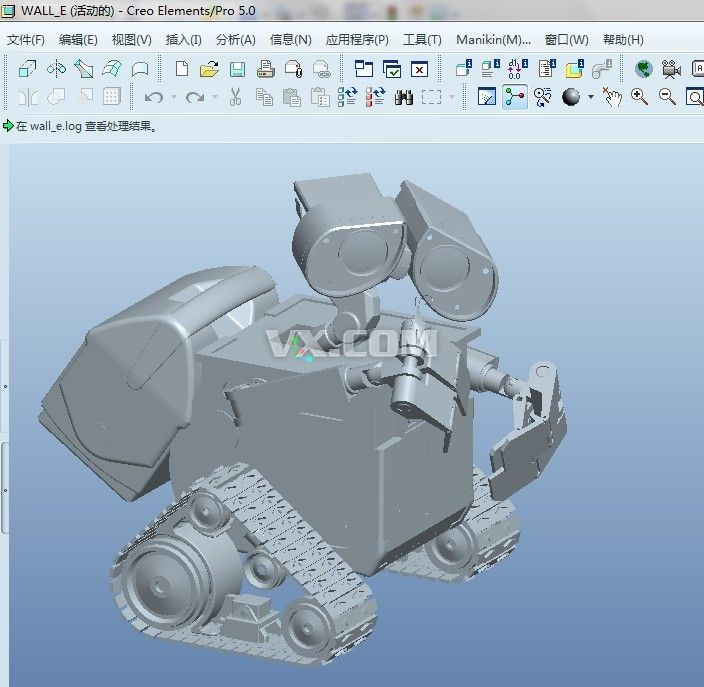 WALL_E (活动的) - Creo Elements/Pro 5.0
文件(F) 编辑(E) 视图(V) 插入(I) 分析(A) 信息(N) 应用程序(P) 工具(T) Manikin(M)... 窗口(W) 帮助(H)
在 wall_e.log 查看处理结果。
VX.COM